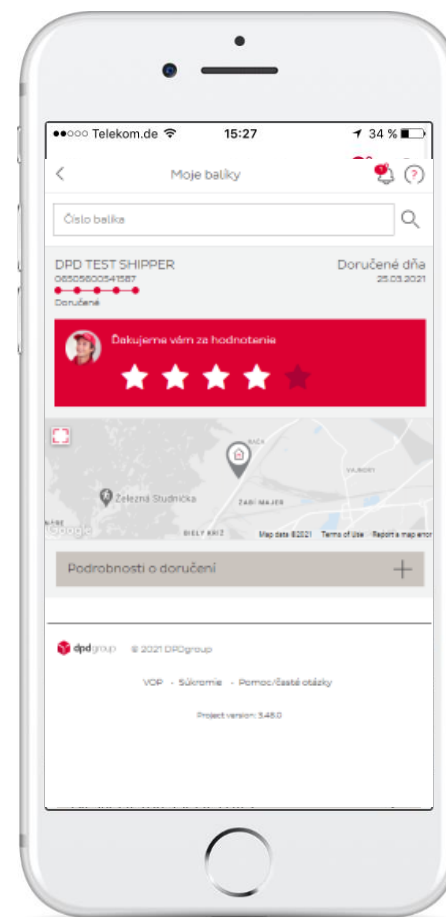 Telekom.de 15:27 34 %
Moje balíky
Číslo balíka
DPD TEST SHIPPER
Doručené dňa
06505600541587
25.03.2021
Doručené
Ďakujeme vám za hodnotenie
RAČA
VAJNORY
Železná Studnička
ŽABÍ MAJER
BIELY KRÍŽ
Google
Map data ©2021 Terms of Use Report a map error
Podrobnosti o doručení
dpdgroup © 2021 DPDgroup
VOP - Súkromie - Pomoc/časté otázky
Project version: 3.48.0